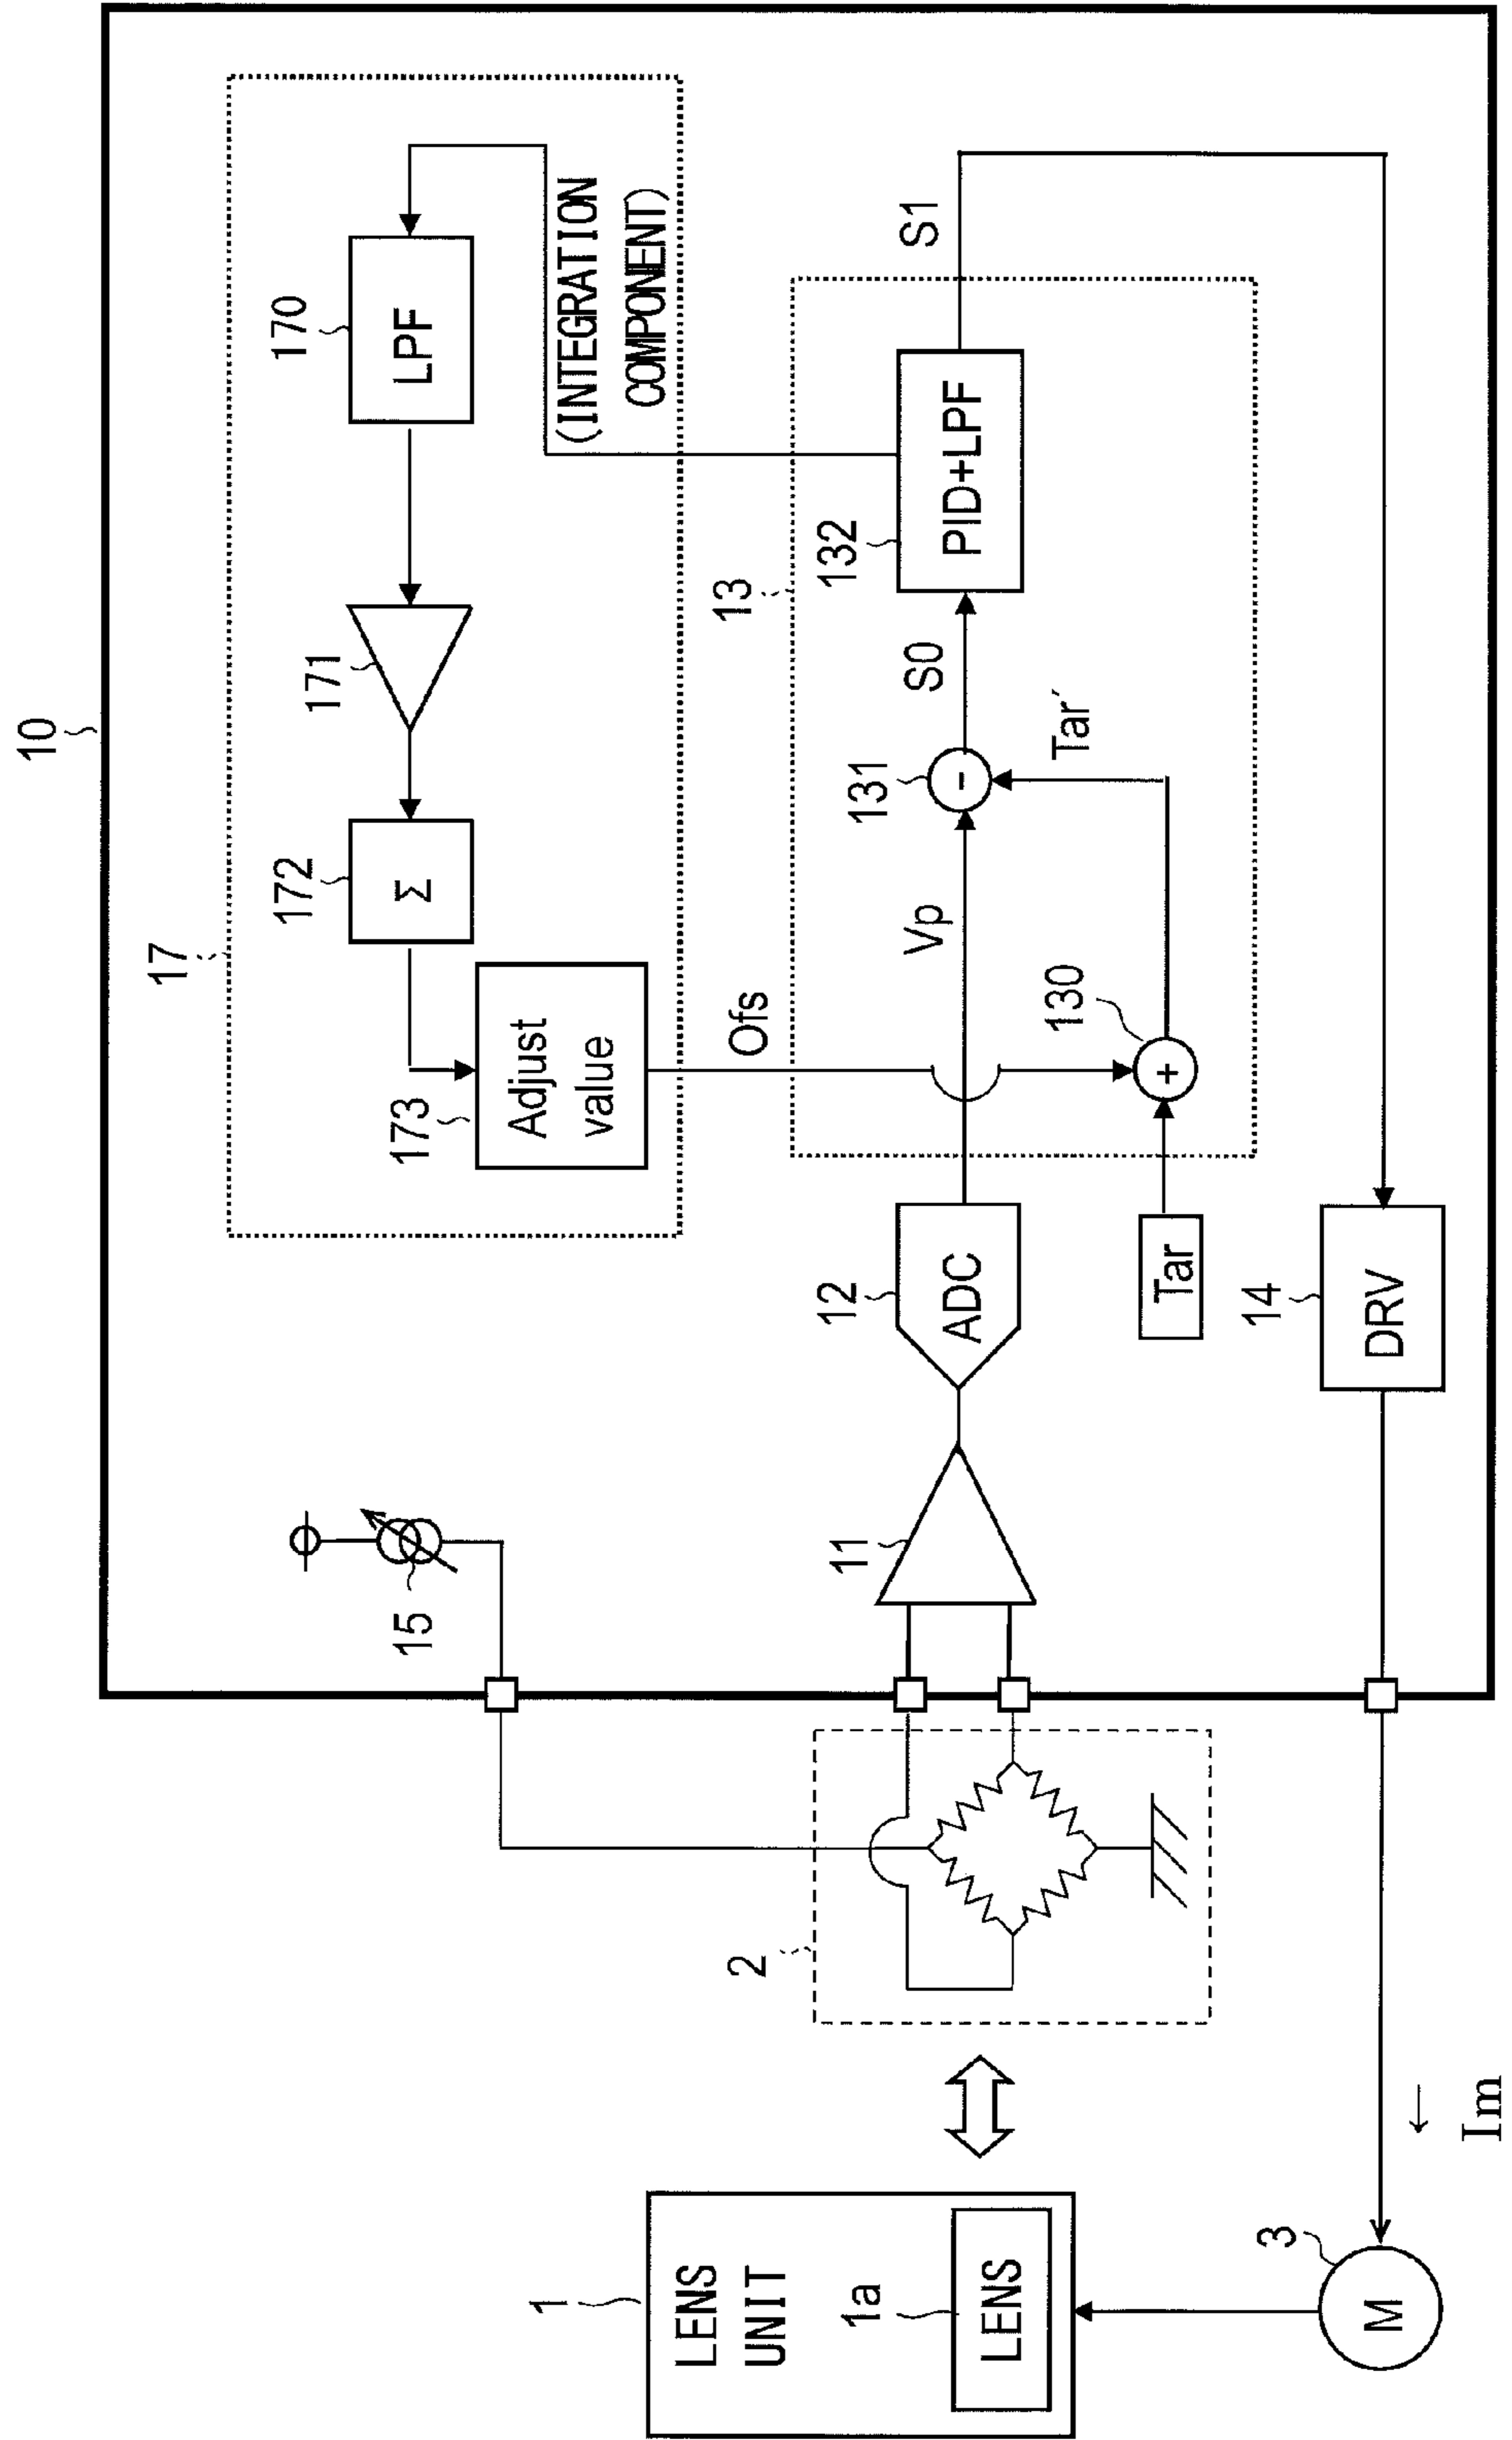 10
17
170
LPF
171
172
Σ
173
Adjust
value
(INTEGRATION
COMPONENT)
15
Ofs
13
132
PID+LPF
S1
S0
131
-
Tar´
Vp
130
+
12
ADC
11
Tar
14
DRV
2
1
LENS
UNIT
1a
LENS
3
M
←
Im